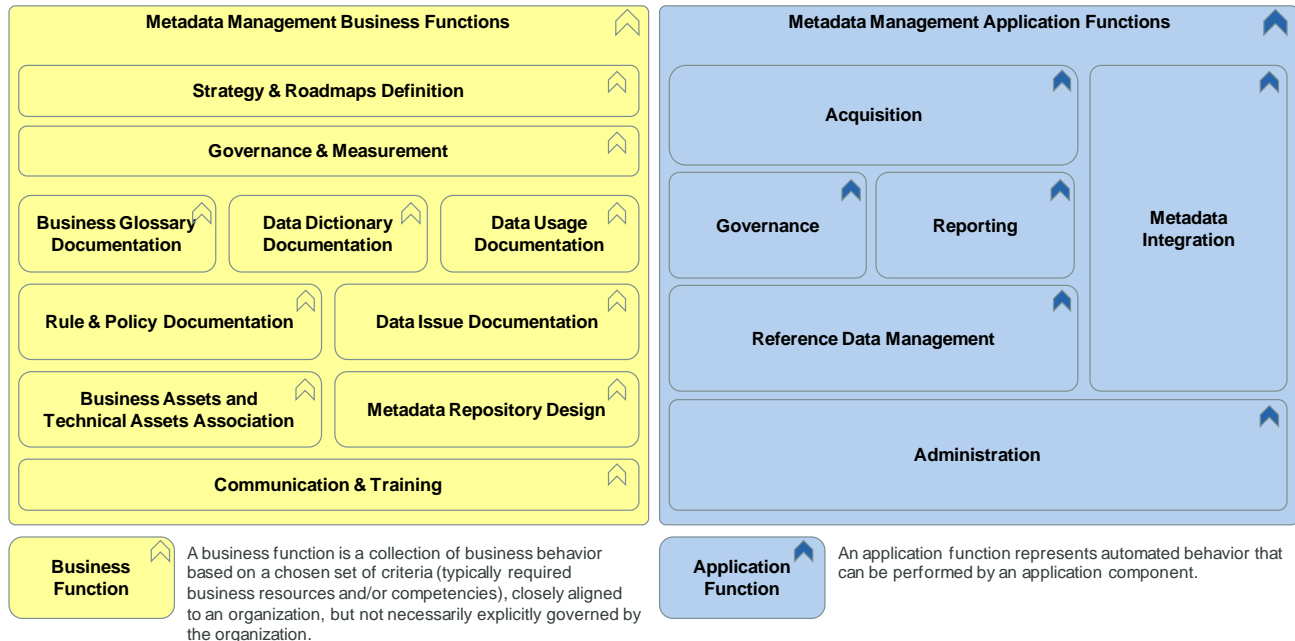 Metadata Management Business Functions
Strategy & Roadmaps Definition
Governance & Measurement
Business Glossary
Documentation
Data Dictionary
Documentation
Data Usage
Documentation
Rule & Policy Documentation
Data Issue Documentation
Business Assets and
Technical Assets Association
Metadata Repository Design
Communication & Training
Metadata Management Application Functions
Acquisition
Governance
Reporting
Metadata
Integration
Reference Data Management
Administration
Business
Function
A business function is a collection of business behavior
based on a chosen set of criteria (typically required
business resources and/or competencies), closely aligned
to an organization, but not necessarily explicitly governed by
the organization.
Application
Function
An application function represents automated behavior that
can be performed by an application component.